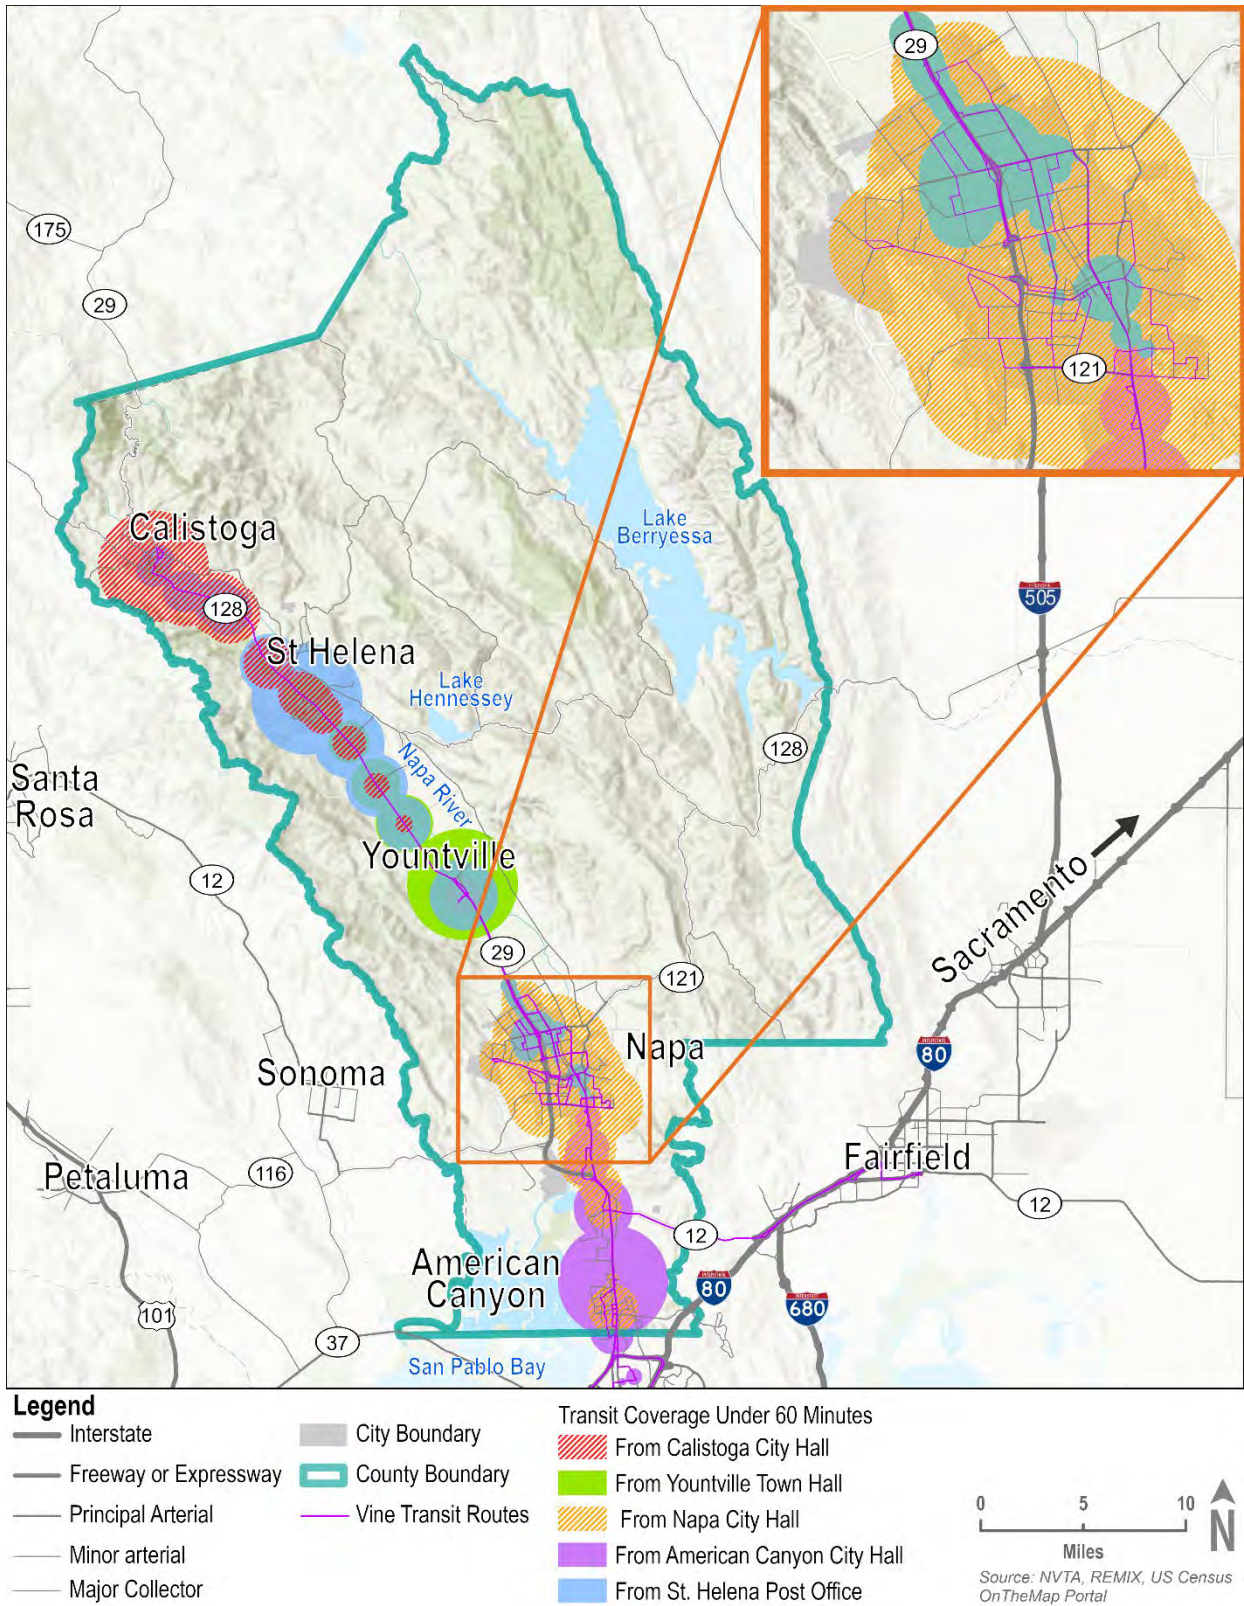 29
121
175
29
Calistoga
128
St Helena
Lake
Berryessa
Lake
Hennessey
505
128
Napa River
Santa
Rosa
Yountville
12
Sacramento
29
121
80
Napa
Sonoma
Fairfield
Petaluma
116
12
12
American
Canyon
80
680
101
37
San Pablo Bay
Legend
Interstate
Freeway or Expressway
Principal Arterial
Minor arterial
Major Collector
City Boundary
County Boundary
Vine Transit Routes
Transit Coverage Under 60 Minutes
From Calistoga City Hall
From Yountville Town Hall
From Napa City Hall
From American Canyon City Hall
From St. Helena Post Office
0 5 10
Miles
N
Source: NVTA, REMIX, US Census
OnTheMap Portal